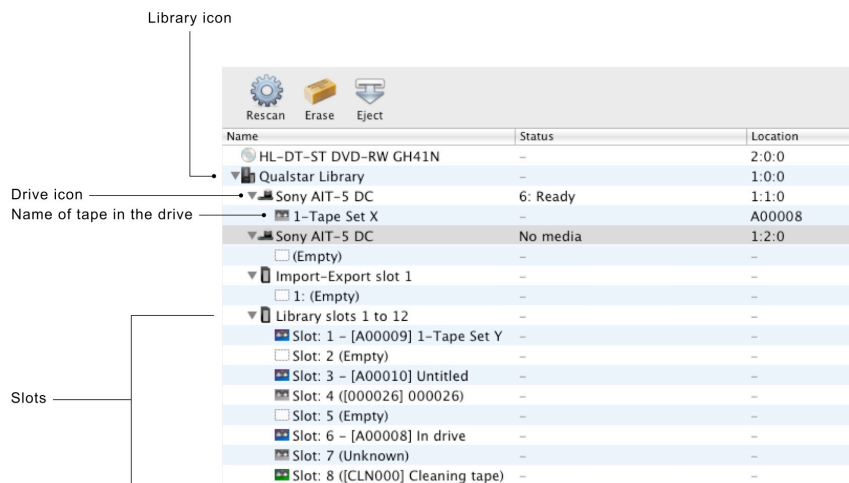 Library icon
Rescan Erase Eject
Name Status Location
HL-DT-ST DVD-RW GH41N – 2:0:0
Qualstar Library – 1:0:0
Drive icon Sony AIT-5 DC 6: Ready 1:1:0
Name of tape in the drive 1-Tape Set X – A00008
Sony AIT-5 DC No media 1:2:0
(Empty) – –
Import-Export slot 1 – –
1: (Empty) – –
Library slots 1 to 12 – –
Slot: 1 – [A00009] 1-Tape Set Y – –
Slot: 2 (Empty) – –
Slot: 3 – [A00010] Untitled – –
Slots Slot: 4 ([000026] 000026) – –
Slot: 5 (Empty) – –
Slot: 6 – [A00008] In drive – –
Slot: 7 (Unknown) – –
Slot: 8 ([CLN000] Cleaning tape) – –